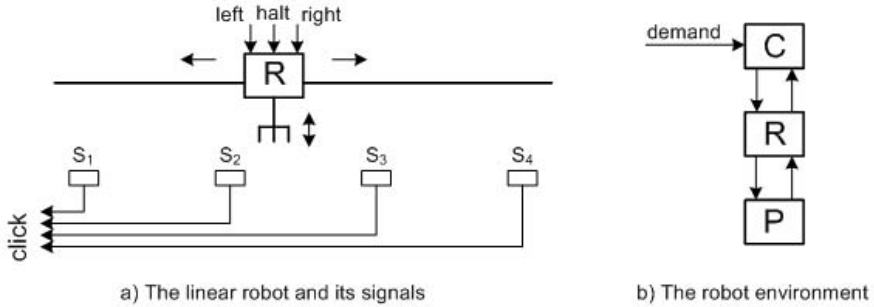 left halt right
R
S1 S2 S3 S4
click
a) The linear robot and its signals
demand
C
R
P
b) The robot environment